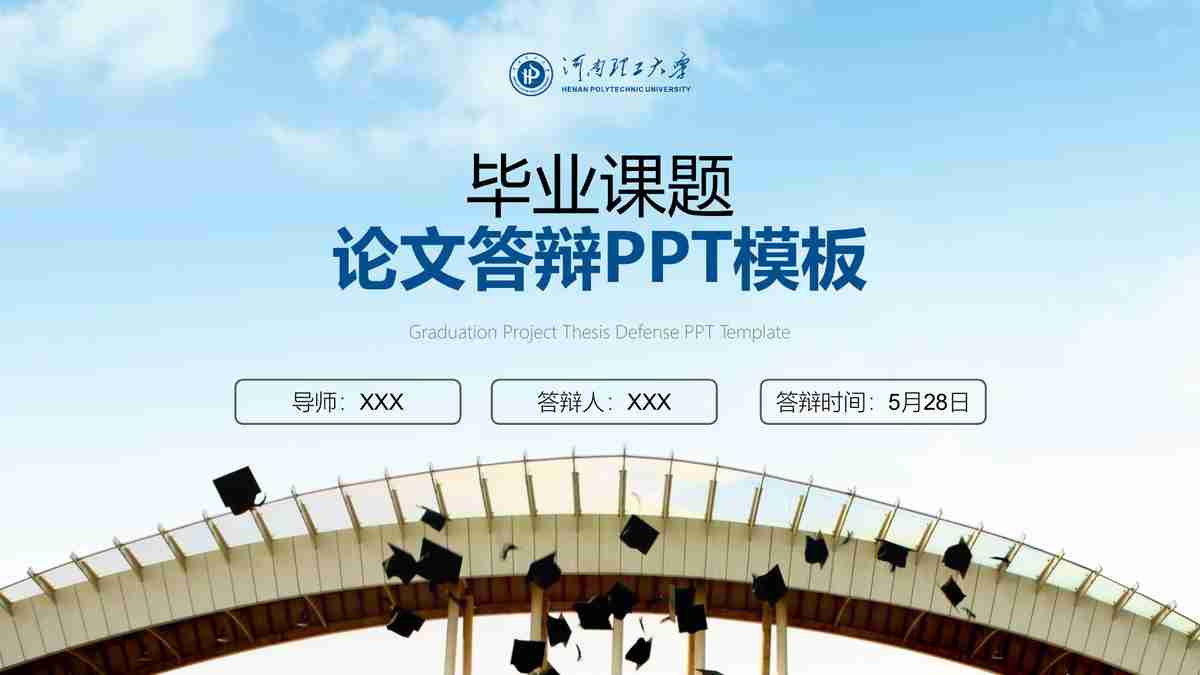 河南理工大学
HENAN POLYTECHNIC UNIVERSITY
毕业课题
论文答辩PPT模板
Graduation Project Thesis Defense PPT Template
导师：XXX
答辩人：XXX
答辩时间：5月28日